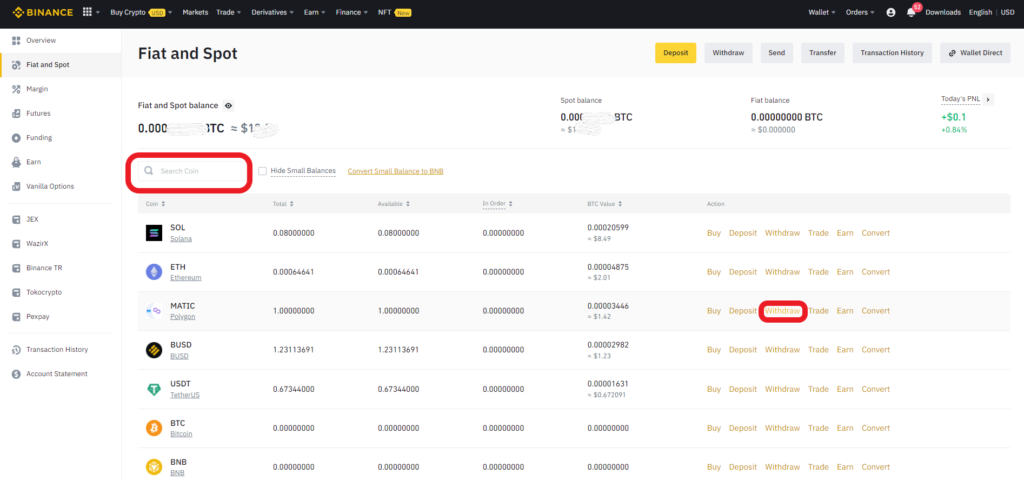 BINANCE Buy Crypto USD Markets Trade Derivatives Earn Finance NFT New Wallet Orders 52 Downloads English | USD
Overview
Fiat and Spot
Margin
Futures
Funding
Earn
Vanilla Options
JEX
WazirX
Binance TR
Tokocrypto
Pexpay
Transaction History
Account Statement
Fiat and Spot
Deposit Withdraw Send Transfer Transaction History Wallet Direct
Fiat and Spot balance
0.000 BTC ≈ $1
Spot balance
0.00 BTC
≈ $1
Fiat balance
0.00000000 BTC
≈ $0.000000
Today's PNL
+$0.1
+0.84%
Search Coin Hide Small Balances Convert Small Balance to BNB
Coin Total Available In Order BTC Value Action
SOL
Solana
0.08000000 0.08000000 0.00000000
0.00020599
≈ $8.49
Buy Deposit Withdraw Trade Earn Convert
ETH
Ethereum
0.00064641 0.00064641 0.00000000
0.00004875
≈ $2.01
Buy Deposit Withdraw Trade Earn Convert
MATIC
Polygon
1.00000000 1.00000000 0.00000000
0.00003446
≈ $1.42
Buy Deposit Withdraw Trade Earn Convert
BUSD
BUSD
1.23113691 1.23113691 0.00000000
0.00002982
≈ $1.23
Buy Deposit Withdraw Trade Earn Convert
USDT
TetherUS
0.67344000 0.67344000 0.00000000
0.00001631
≈ $0.672091
Buy Deposit Withdraw Trade Earn Convert
BTC
Bitcoin
0.00000000 0.00000000 0.00000000 0.00000000
Buy Deposit Withdraw Trade Earn Convert
BNB
BNB
0.00000000 0.00000000 0.00000000 0.00000000
Buy Deposit Withdraw Trade Earn Convert